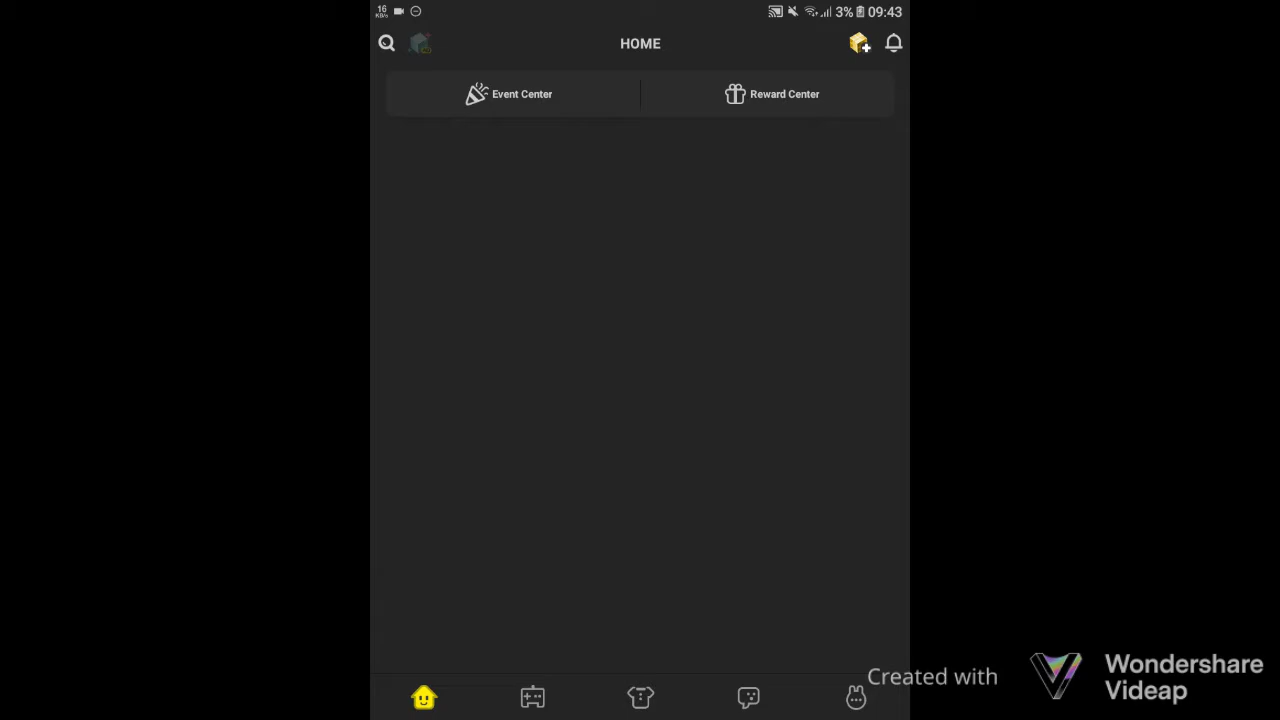 16
KB/s
3% 09:43
HOME
Event Center
Reward Center
Created with
Wondershare
Videap